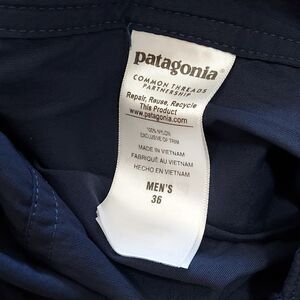 patagonia®
COMMON THREADS
PARTNERSHIP
Repair, Reuse, Recycle
This Product
www.patagonia.com
100% NYLON
EXCLUSIVE OF TRIM
MADE IN VIETNAM
FABRIQUÉ AU VIETNAM
HECHO EN VIETNAM
MEN'S
36